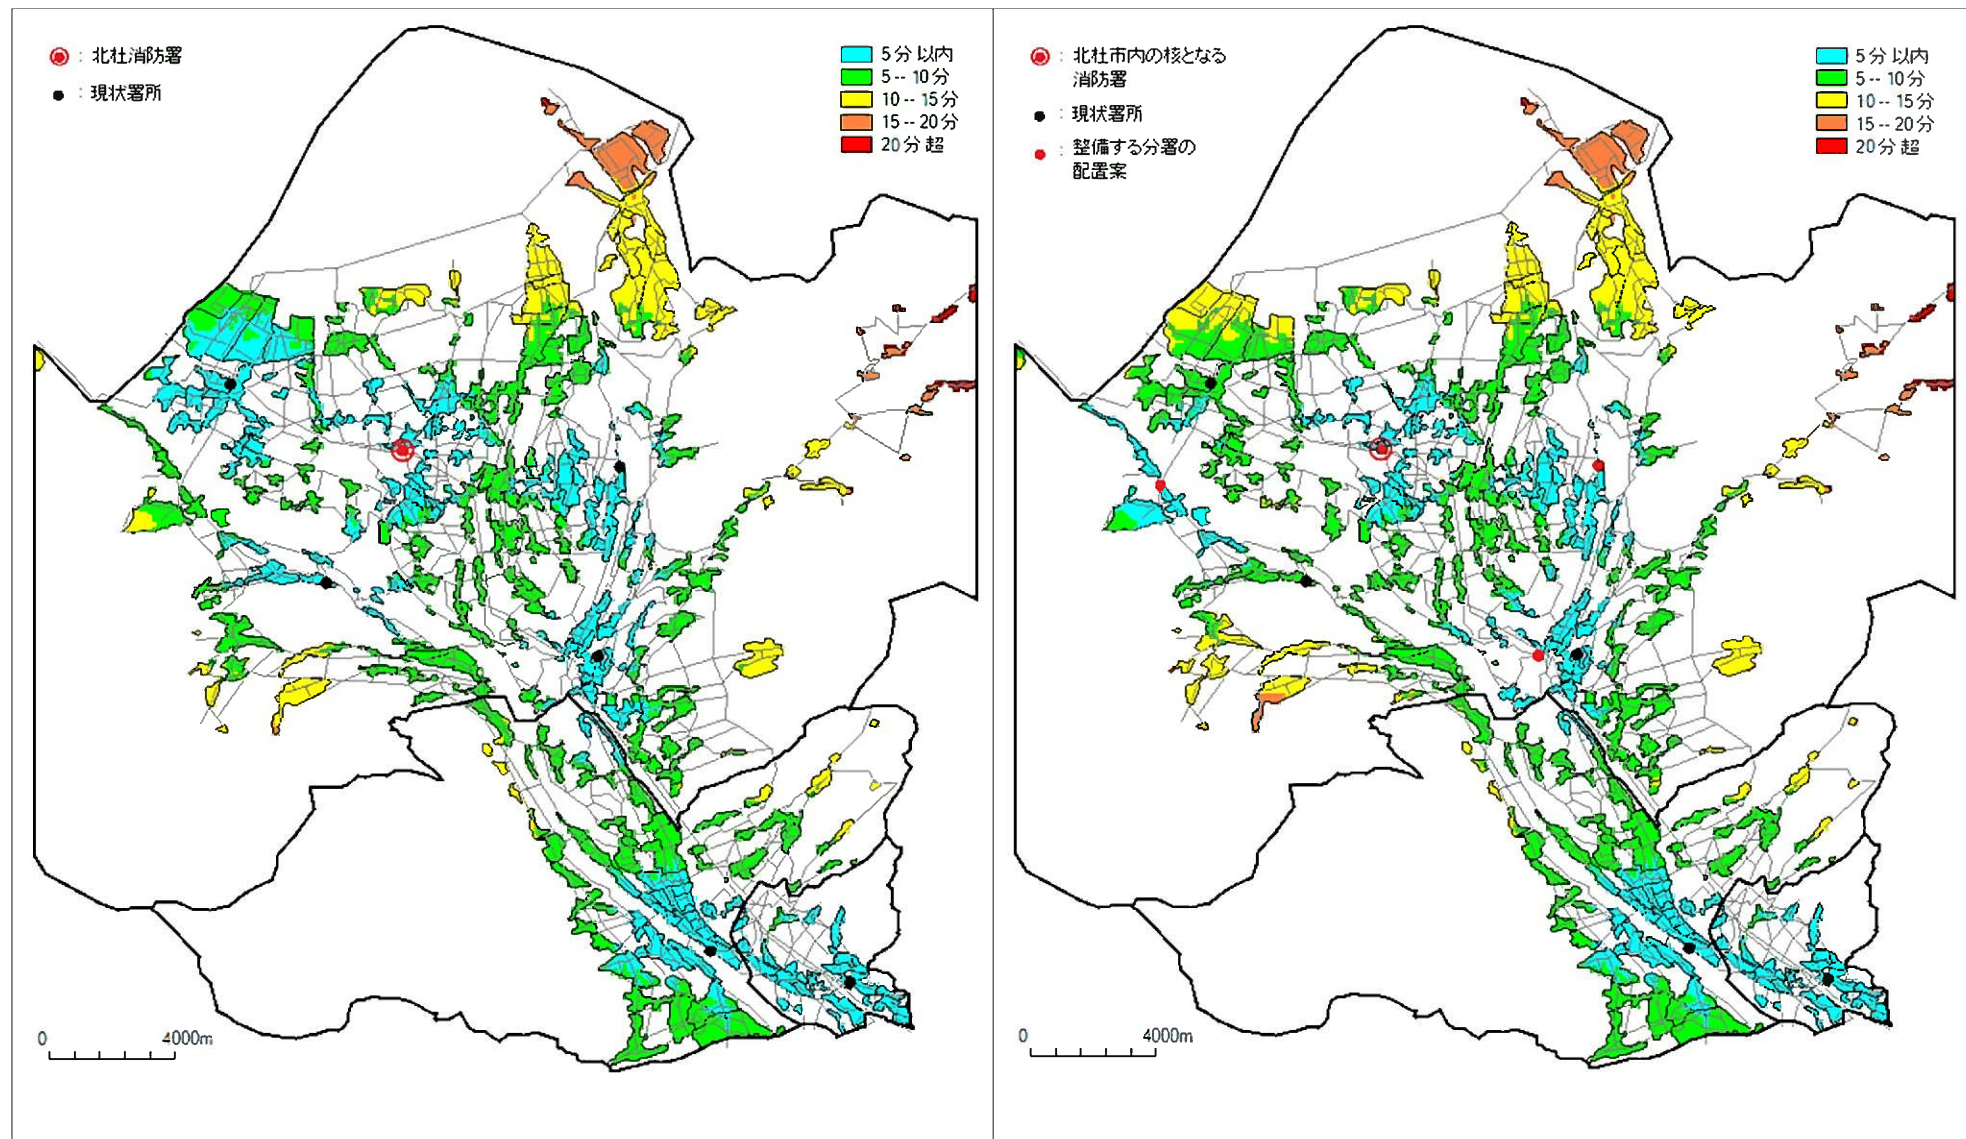 ：北杜消防署
：現状署所
5分以内
5--10分
10--15分
15--20分
20分超
0 4000m
：北杜市内の核となる
消防署
：現状署所
：整備する分署の
配置案
5分以内
5--10分
10--15分
15--20分
20分超
0 4000m